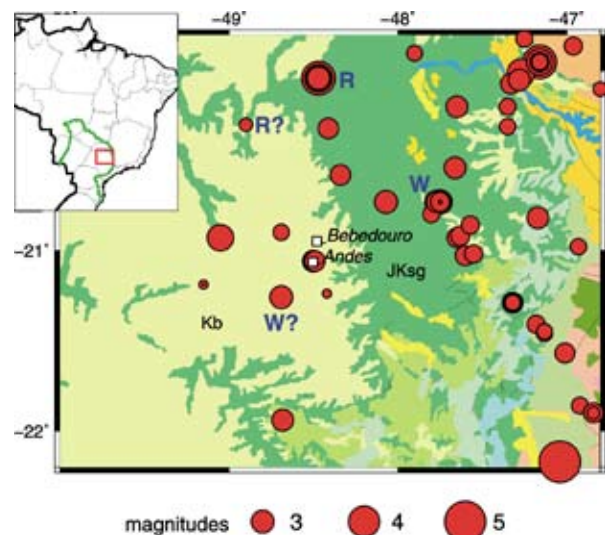 -49 -48 -47
R
R?
W
-21
Bebedouro
Andes
JKsg
W?
Kb
-22
magnitudes 3 4 5